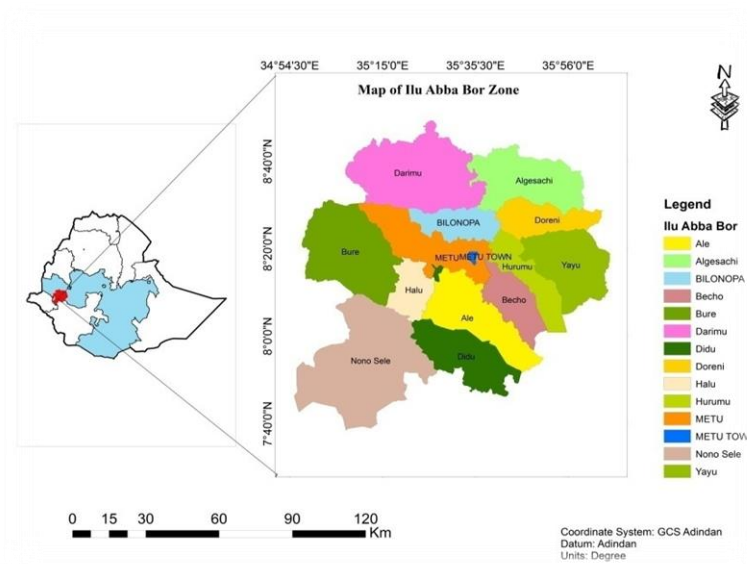 34°54'30"E 35°15'0"E 35°35'30"E 35°56'0"E
Map of Ilu Abba Bor Zone
N
8°40'0"N
8°20'0"N
8°0'0"N
7°40'0"N
Darimu
Algesachi
BILONOPA
Doreni
Bure
METU
METU TOWN
Hurumu
Yayu
Halu
Becho
Ale
Nono Sele
Didu
Legend
Ilu Abba Bor
Ale
Algesachi
BILONOPA
Becho
Bure
Darimu
Didu
Doreni
Halu
Hurumu
METU
METU TOW
Nono Sele
Yayu
0 15 30 60 90 120
Km
Coordinate System: GCS Adindan
Datum: Adindan
Units: Degree